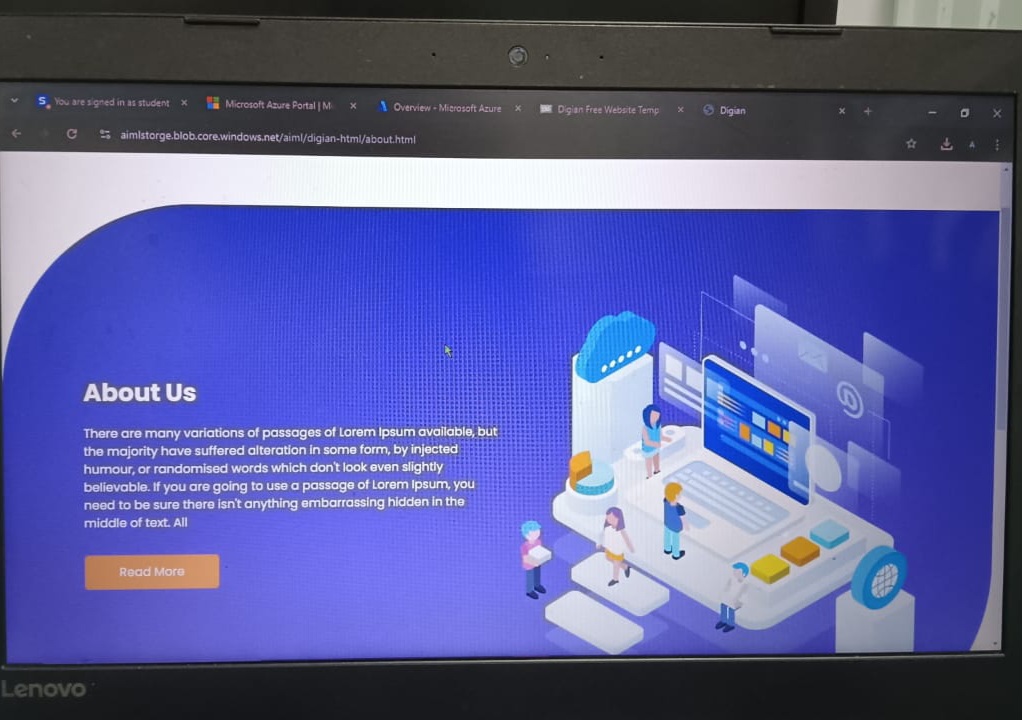 You are signed in as student
Microsoft Azure Portal | M
Overview - Microsoft Azure
Digian Free Website Temp
Digian
aimlstorge.blob.core.windows.net/aiml/digian-html/about.html
A
About Us
There are many variations of passages of Lorem Ipsum available, but
the majority have suffered alteration in some form, by injected
humour, or randomised words which don't look even slightly
believable. If you are going to use a passage of Lorem Ipsum, you
need to be sure there isn't anything embarrassing hidden in the
middle of text. All
Read More
Lenovo